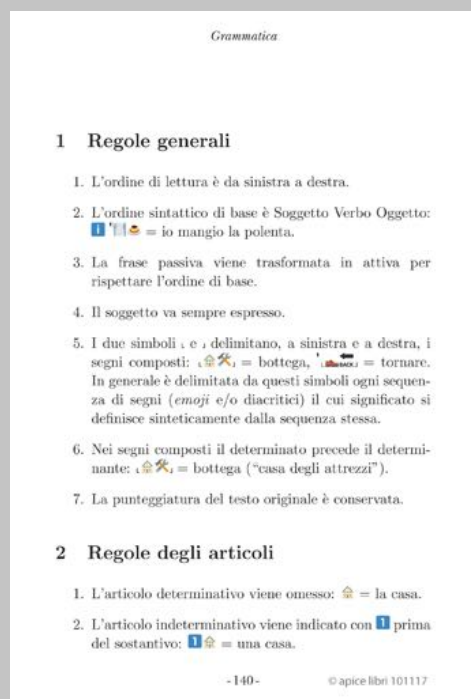 Grammatica
1 Regole generali
1. L'ordine di lettura è da sinistra a destra.
2. L'ordine sintattico di base è Soggetto Verbo Oggetto:
ℹ️ '🍽🍮 = io mangio la polenta.
3. La frase passiva viene trasformata in attiva per
rispettare l'ordine di base.
4. Il soggetto va sempre espresso.
5. I due simboli ⸤ e ⸥ delimitano, a sinistra e a destra, i
segni composti: ⸤🏠🛠⸥ = bottega, '⸤👞🔙⸥ = tornare.
In generale è delimitata da questi simboli ogni sequen-
za di segni (emoji e/o diacritici) il cui significato si
definisce sinteticamente dalla sequenza stessa.
6. Nei segni composti il determinato precede il determi-
nante: ⸤🏠🛠⸥ = bottega (“casa degli attrezzi”).
7. La punteggiatura del testo originale è conservata.
2 Regole degli articoli
1. L'articolo determinativo viene omesso: 🏠 = la casa.
2. L'articolo indeterminativo viene indicato con 1️⃣ prima
del sostantivo: 1️⃣🏠 = una casa.
-140-
© apice libri 101117